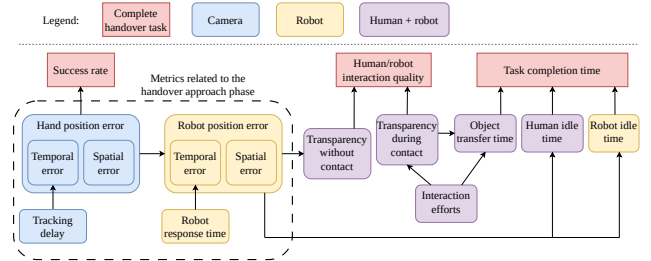 Legend:
Complete
handover task
Camera
Robot
Human + robot
Success rate
Metrics related to the
handover approach phase
Human/robot
interaction quality
Task completion time
Hand position error
Temporal
error
Spatial
error
Robot position error
Temporal
error
Spatial
error
Transparency
without
contact
Transparency
during
contact
Object
transfer time
Human idle
time
Robot idle
time
Tracking
delay
Robot
response time
Interaction
efforts